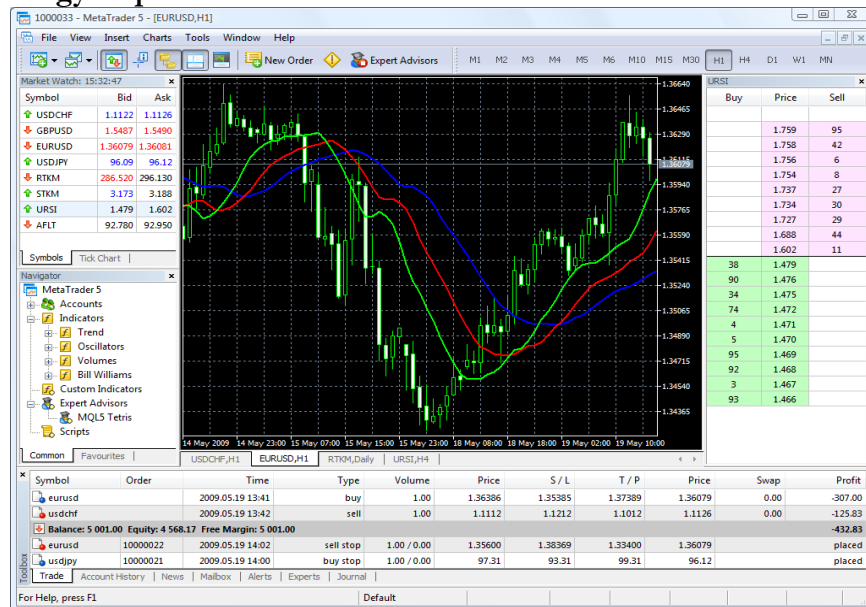 1000033 - MetaTrader 5 - [EURUSD,H1]
File View Insert Charts Tools Window Help
New Order Expert Advisors M1 M2 M3 M4 M5 M6 M10 M15 M30 H1 H4 D1 W1 MN
Market Watch: 15:32:47
Symbol Bid Ask
USDCHF 1.1122 1.1126
GBPUSD 1.5487 1.5490
EURUSD 1.36079 1.36081
USDJPY 96.09 96.12
RTKM 286.520 296.130
STKM 3.173 3.188
URSI 1.479 1.602
AFLT 92.780 92.950
Symbols Tick Chart
Navigator
MetaTrader 5
Accounts
Indicators
Trend
Oscillators
Volumes
Bill Williams
Custom Indicators
Expert Advisors
MQL5 Tetris
Scripts
Common Favourites
1.36640
1.36465
1.36290
1.36115
1.36079
1.35940
1.35765
1.35590
1.35415
1.35240
1.35065
1.34890
1.34715
1.34540
1.34365
14 May 2009 14 May 23:00 15 May 07:00 15 May 15:00 15 May 23:00 18 May 08:00 18 May 18:00 19 May 02:00 19 May 10:00
USDCHF,H1 EURUSD,H1 RTKM,Daily URSI,H4
URSI
Buy Price Sell
1.759 95
1.758 42
1.756 6
1.754 8
1.737 27
1.734 30
1.727 29
1.688 44
1.602 11
38 1.479
90 1.476
34 1.475
74 1.472
4 1.471
5 1.470
95 1.469
92 1.468
3 1.467
93 1.466
Symbol Order Time Type Volume Price S / L T / P Price Swap Profit
eurusd 2009.05.19 13:41 buy 1.00 1.36386 1.35385 1.37389 1.36079 0.00 -307.00
usdchf 2009.05.19 13:42 sell 1.00 1.1112 1.1212 1.1012 1.1126 0.00 -125.83
Balance: 5 001.00 Equity: 4 568.17 Free Margin: 5 001.00 -432.83
eurusd 10000022 2009.05.19 14:02 sell stop 1.00 / 0.00 1.35600 1.38369 1.33400 1.36079 placed
usdjpy 10000021 2009.05.19 14:00 buy stop 1.00 / 0.00 97.31 93.31 99.31 96.12 placed
Toolbox
Trade Account History News Mailbox Alerts Experts Journal
For Help, press F1 Default